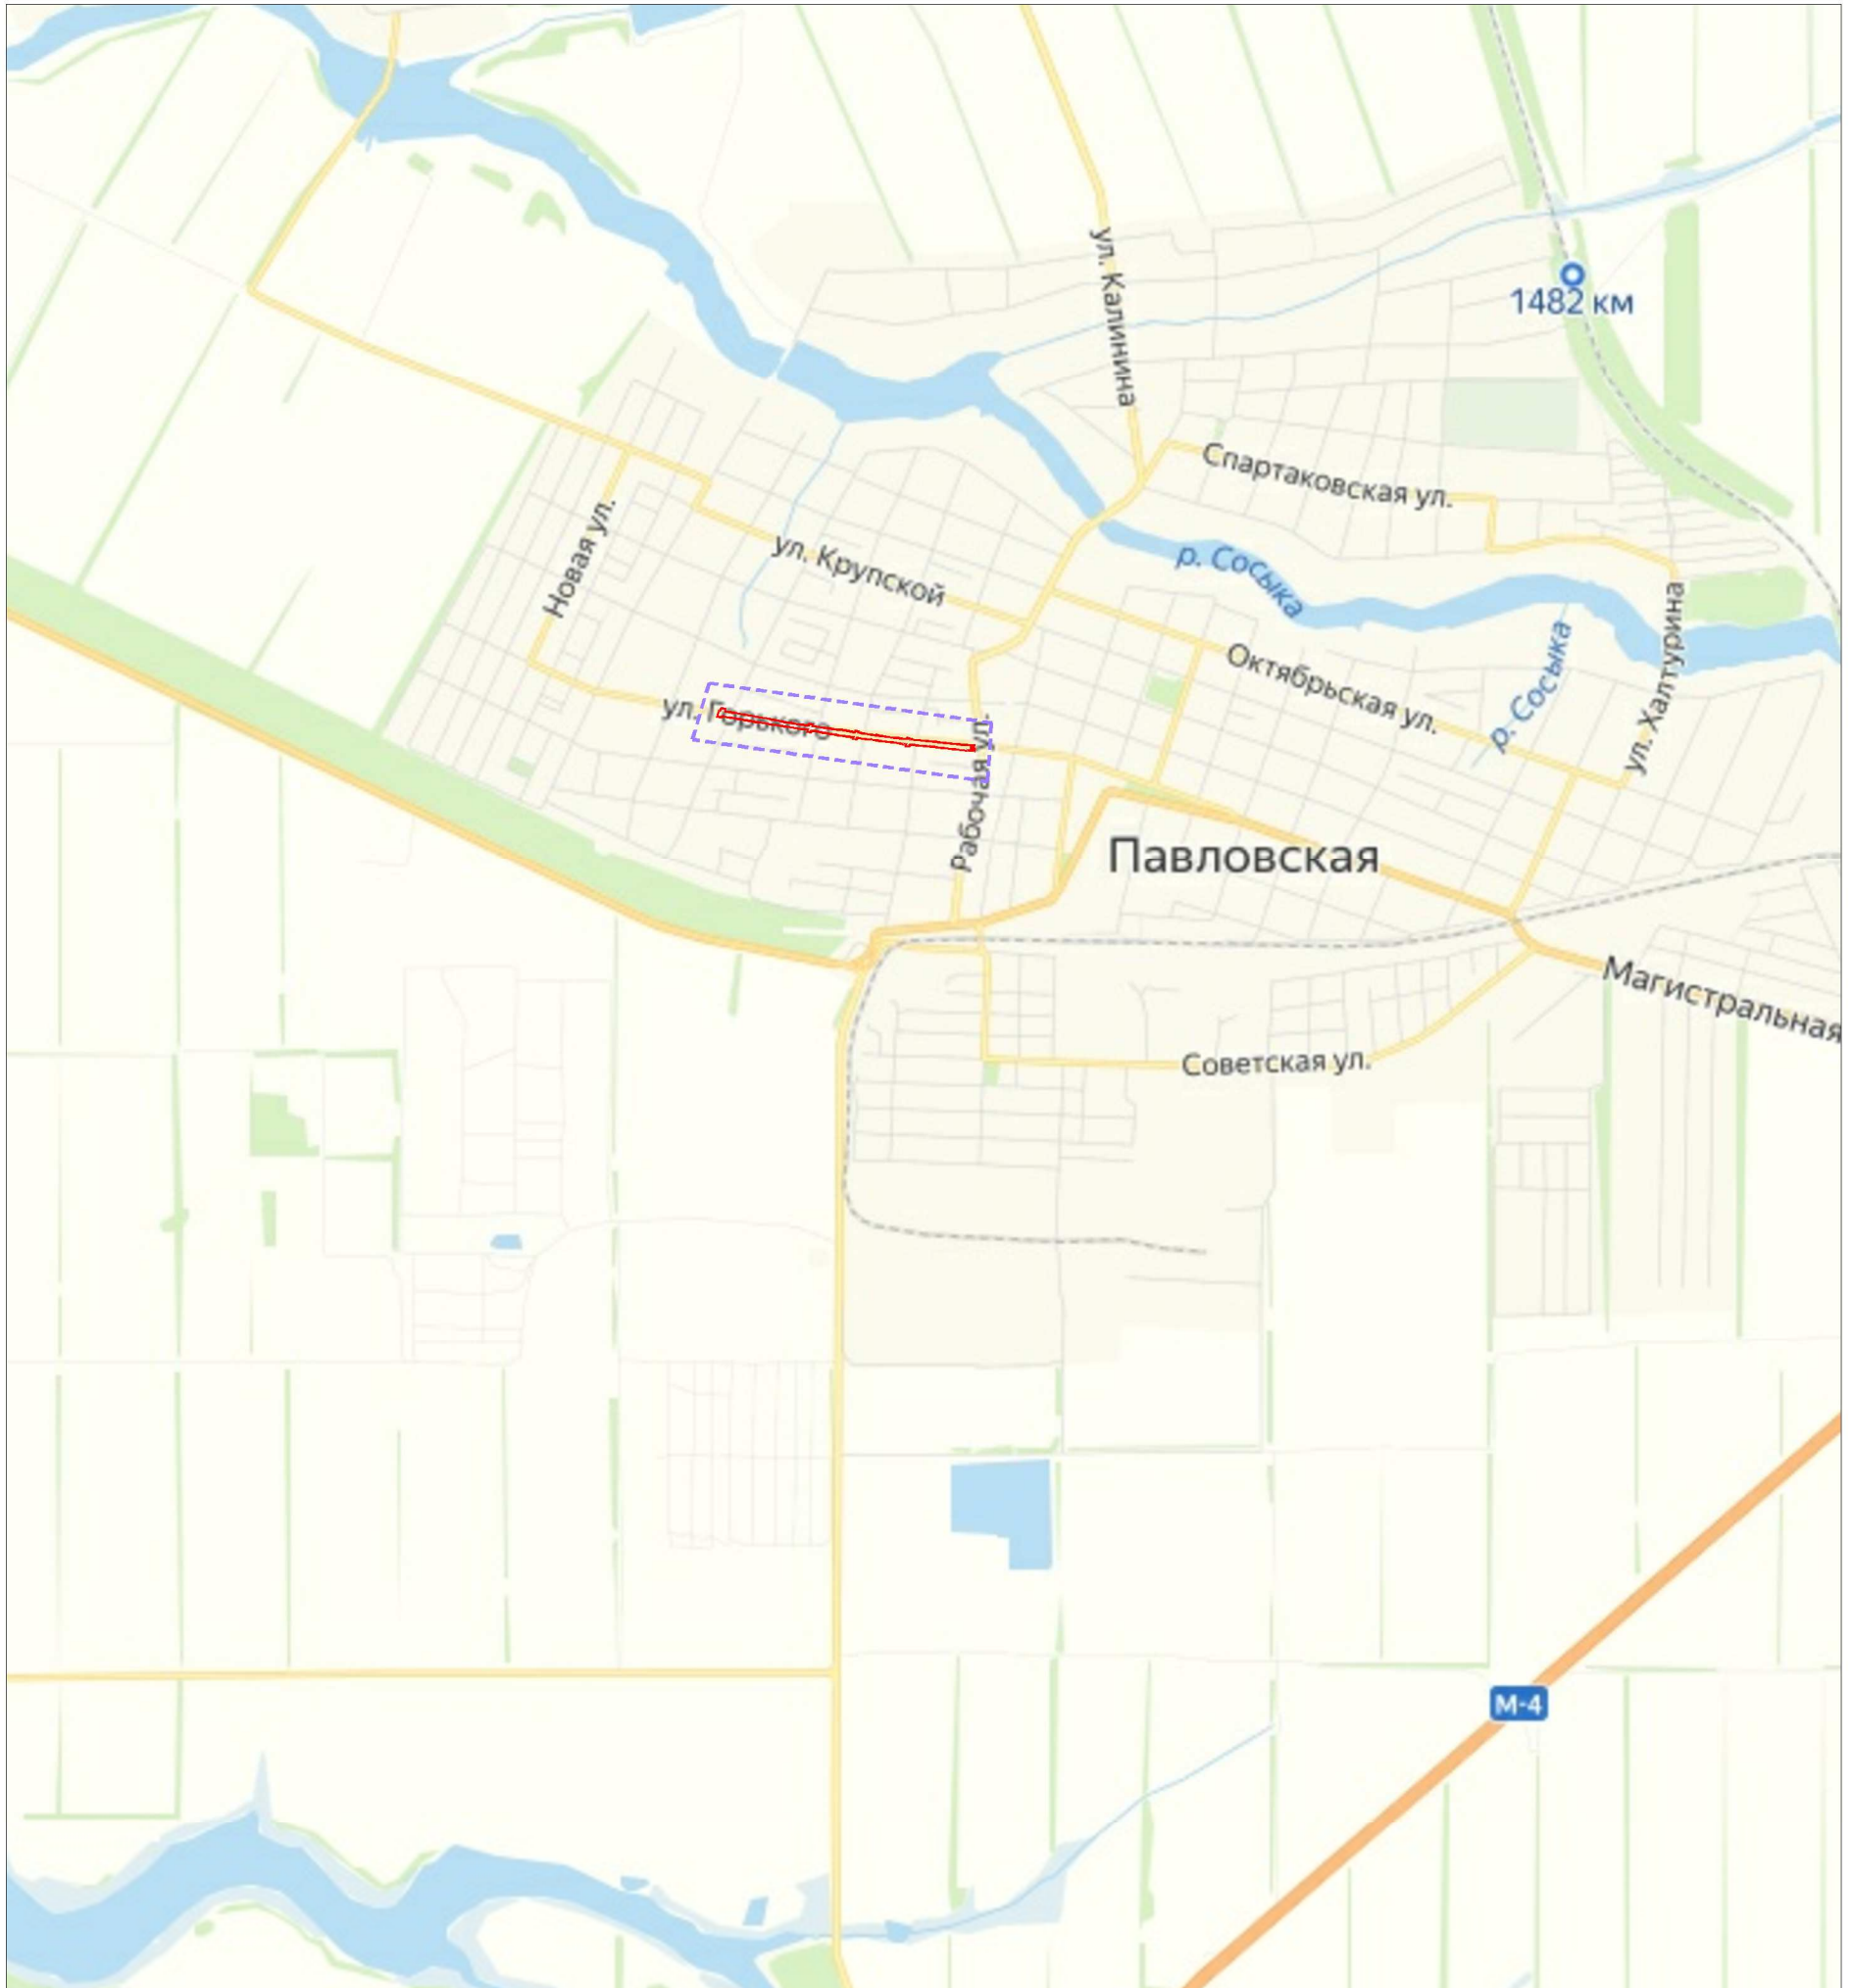 ул. Калинина
1482 км
Спартаковская ул.
Новая ул.
ул. Крупской
р. Сосыка
Октябрьская ул.
р. Сосыка
ул. Халтурина
ул. Горького
Рабочая ул.
Павловская
Магистральная
Советская ул.
М-4